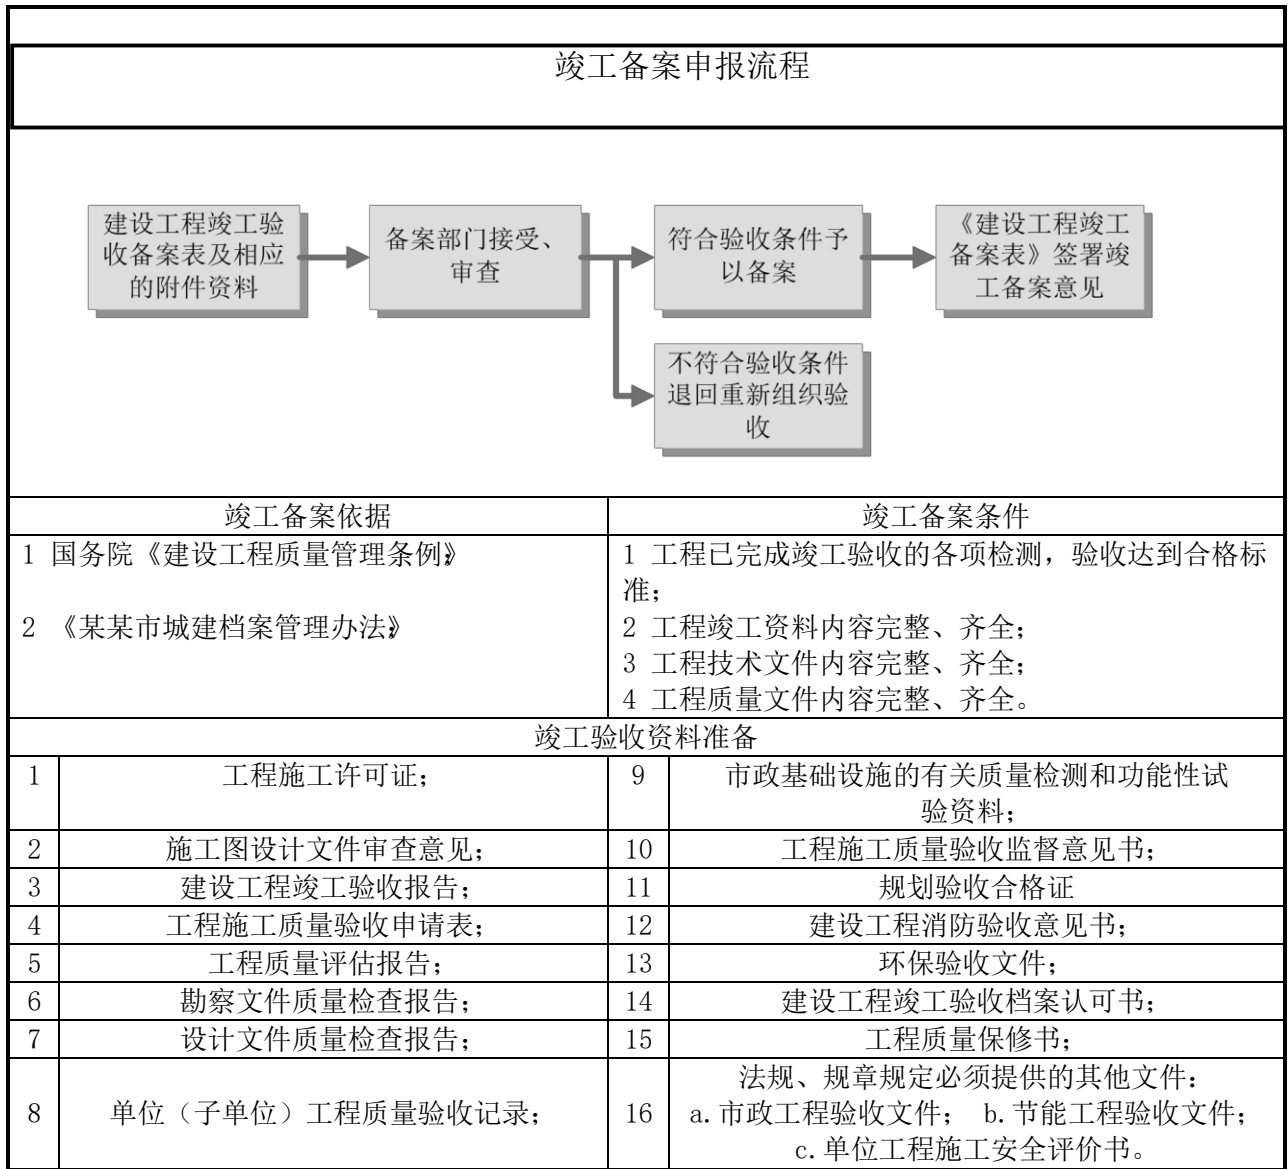 竣工备案申报流程
建设工程竣工验
收备案表及相应
的附件资料
备案部门接受、
审查
符合验收条件予
以备案
《建设工程竣工
备案表》签署竣
工备案意见
不符合验收条件
退回重新组织验
收
竣工备案依据
竣工备案条件
1 国务院《建设工程质量管理条例》;
2 《某某市城建档案管理办法》;
1 工程已完成竣工验收的各项检测，验收达到合格标
准；
2 工程竣工资料内容完整、齐全；
3 工程技术文件内容完整、齐全；
4 工程质量文件内容完整、齐全。
竣工验收资料准备
1 工程施工许可证；
9 市政基础设施的有关质量检测和功能性试
验资料；
2 施工图设计文件审查意见；
10 工程施工质量验收监督意见书；
3 建设工程竣工验收报告；
11 规划验收合格证
4 工程施工质量验收申请表；
12 建设工程消防验收意见书；
5 工程质量评估报告；
13 环保验收文件；
6 勘察文件质量检查报告；
14 建设工程竣工验收档案认可书；
7 设计文件质量检查报告；
15 工程质量保修书；
8 单位（子单位）工程质量验收记录；
16 法规、规章规定必须提供的其他文件：
a.市政工程验收文件； b.节能工程验收文件；
c.单位工程施工安全评价书。